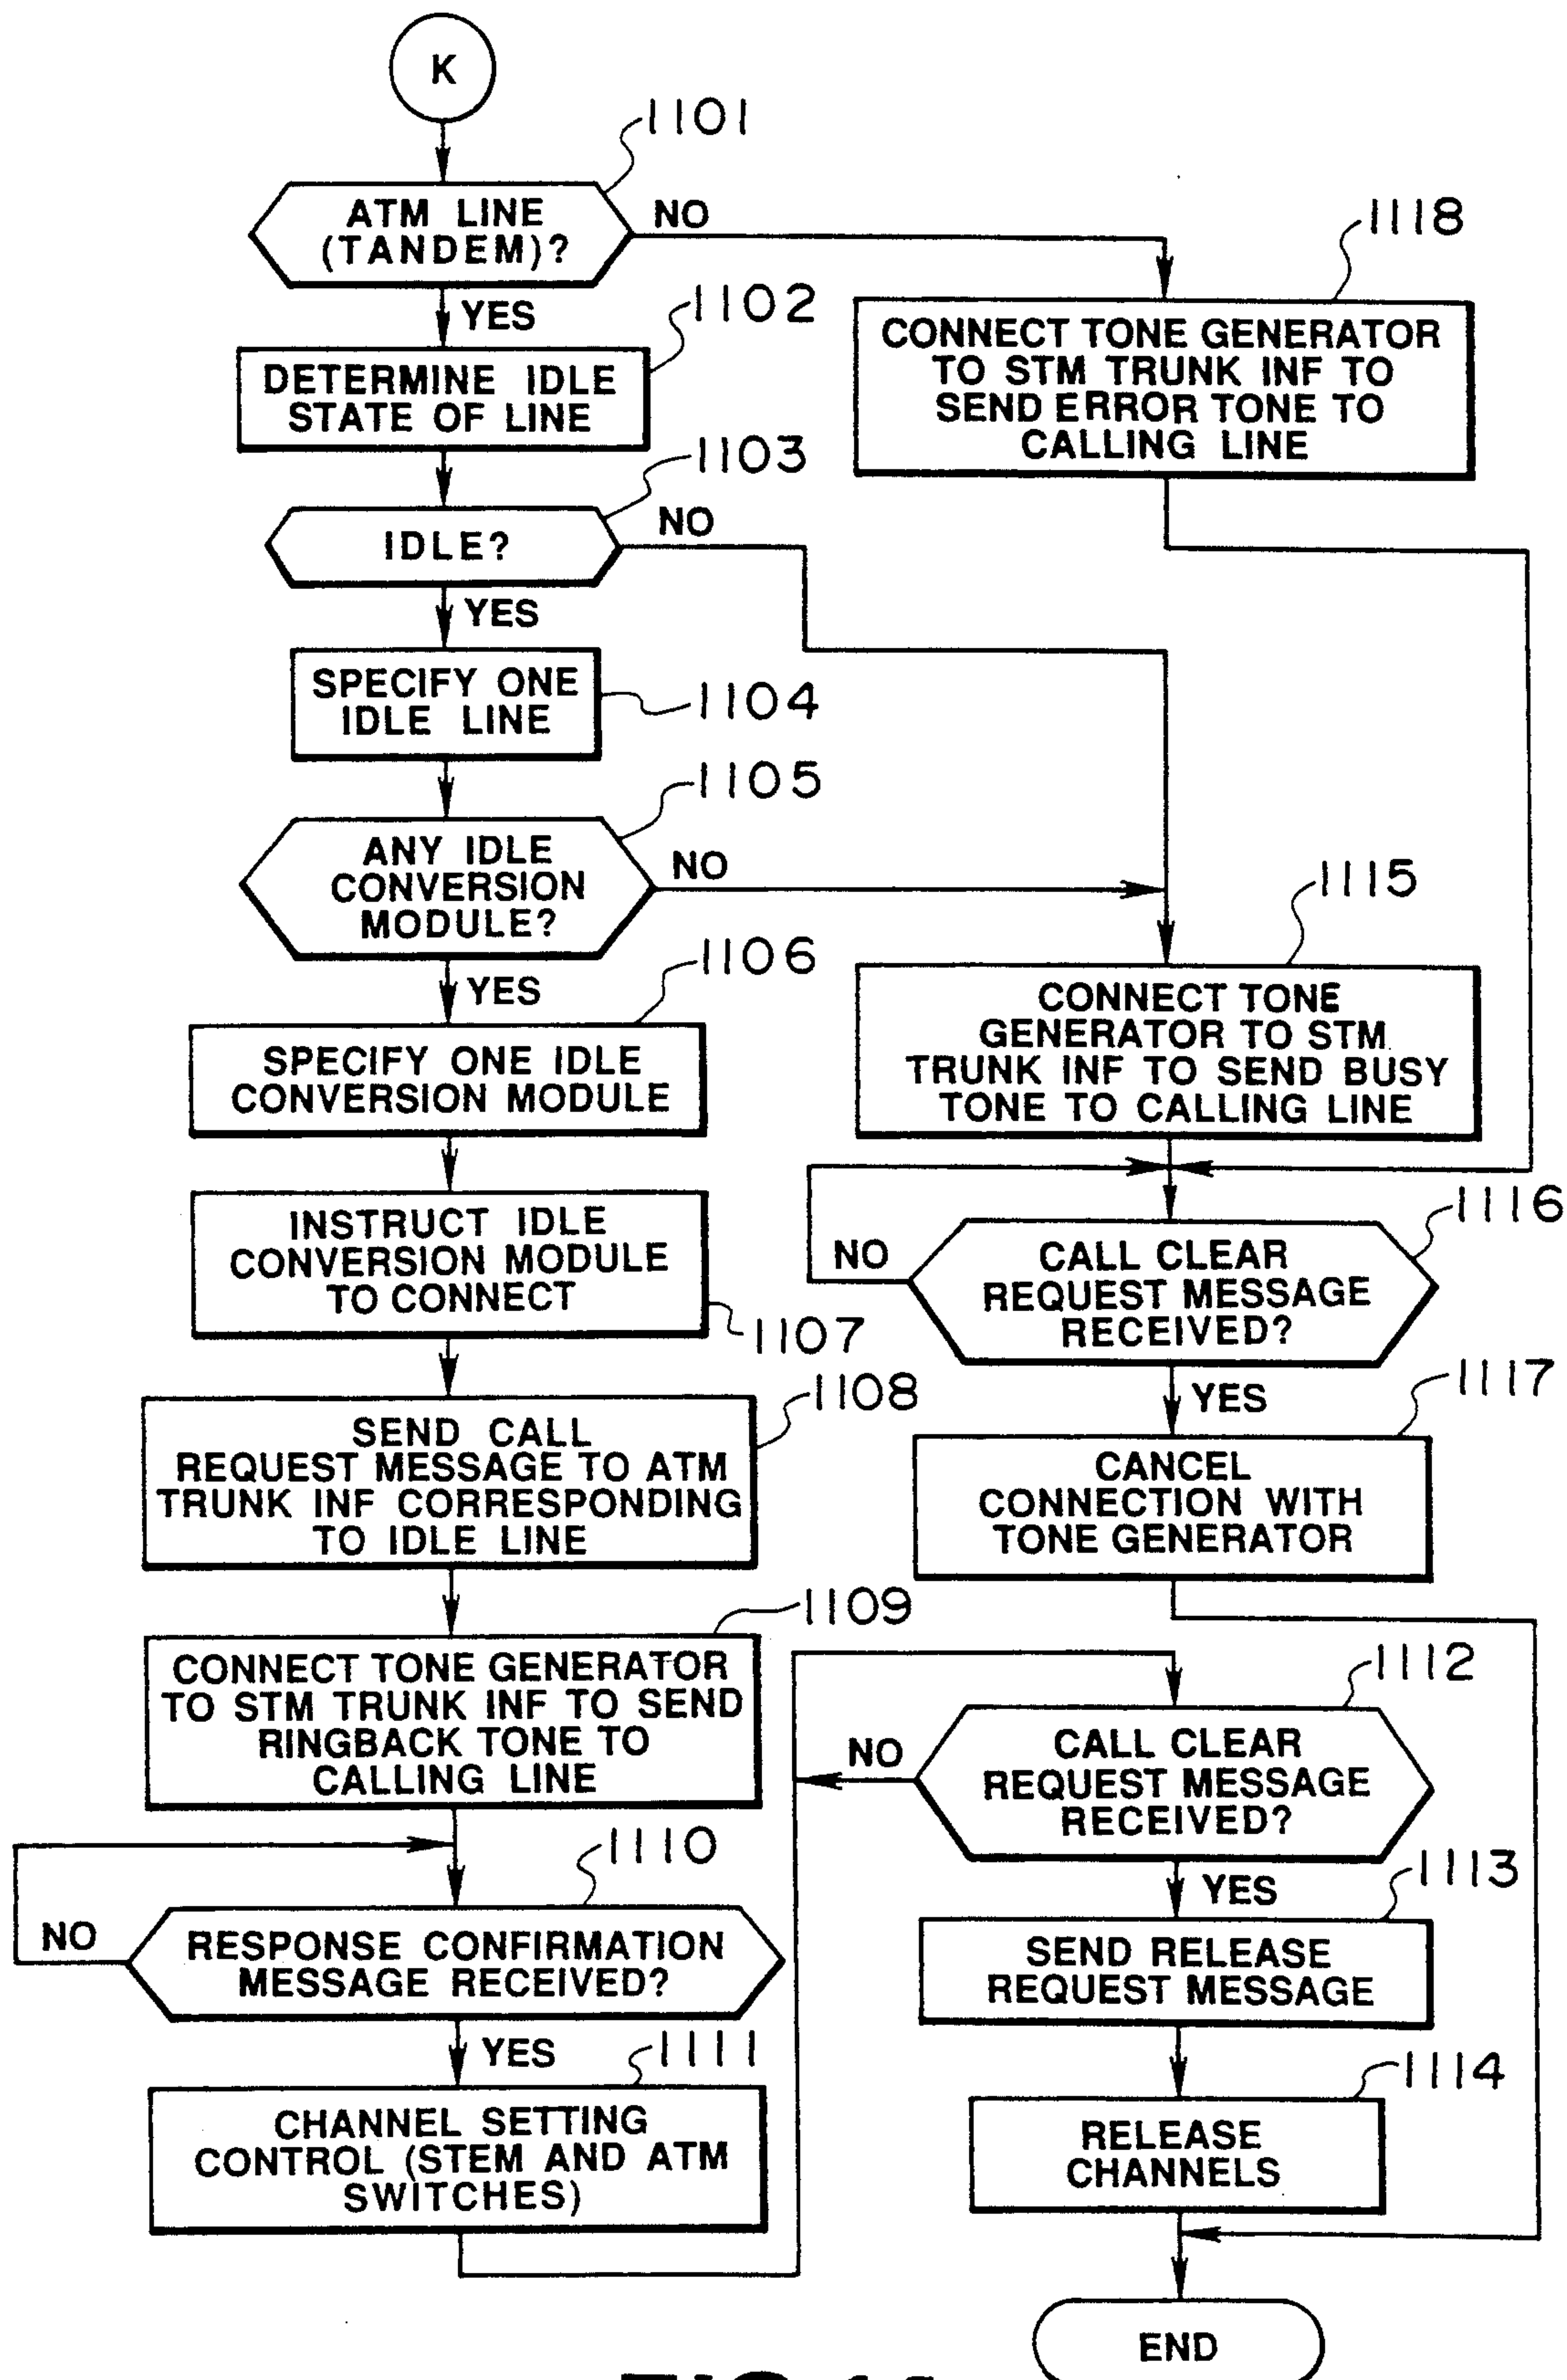 K
1101
ATM LINE
(TANDEM)?
NO
YES
1102
DETERMINE IDLE
STATE OF LINE
1103
IDLE?
NO
YES
SPECIFY ONE
IDLE LINE
1104
1105
ANY IDLE
CONVERSION
MODULE?
NO
YES
1106
SPECIFY ONE IDLE
CONVERSION MODULE
INSTRUCT IDLE
CONVERSION MODULE
TO CONNECT
1107
1108
SEND CALL
REQUEST MESSAGE TO ATM
TRUNK INF CORRESPONDING
TO IDLE LINE
1109
CONNECT TONE GENERATOR
TO STM TRUNK INF TO SEND
RINGBACK TONE TO
CALLING LINE
1110
NO
RESPONSE CONFIRMATION
MESSAGE RECEIVED?
YES
1111
CHANNEL SETTING
CONTROL (STEM AND ATM
SWITCHES)
1118
CONNECT TONE GENERATOR
TO STM TRUNK INF TO
SEND ERROR TONE TO
CALLING LINE
1115
CONNECT TONE
GENERATOR TO STM
TRUNK INF TO SEND BUSY
TONE TO CALLING LINE
1116
NO
CALL CLEAR
REQUEST MESSAGE
RECEIVED?
YES
1117
CANCEL
CONNECTION WITH
TONE GENERATOR
1112
NO
CALL CLEAR
REQUEST MESSAGE
RECEIVED?
YES
1113
SEND RELEASE
REQUEST MESSAGE
1114
RELEASE
CHANNELS
END